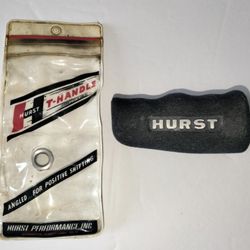 H
HURST
T-HANDLE
ANGLED.. FOR POSITIVE SHIFTING
HURST PERFORMANCE, INC.
HURST